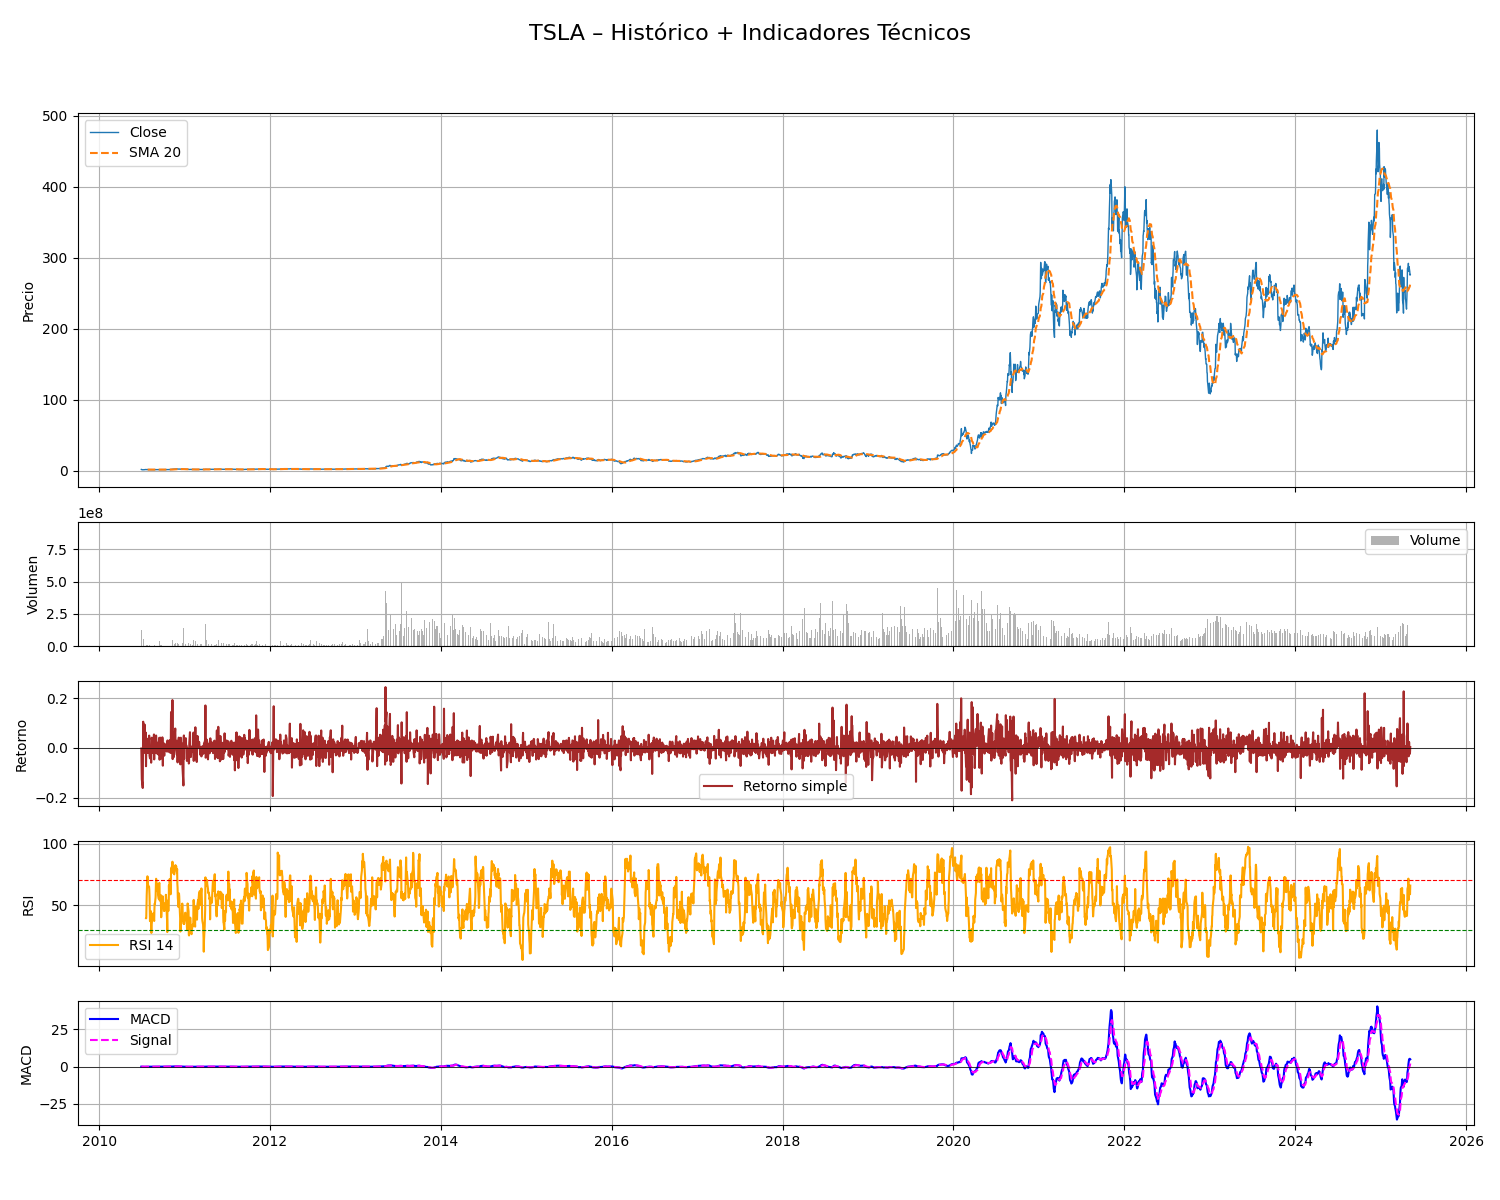 TSLA – Histórico + Indicadores Técnicos
500
400
300
200
100
0
Precio
Close
SMA 20
1e8
7.5
5.0
2.5
0.0
Volumen
Volume
0.2
0.0
−0.2
Retorno
Retorno simple
100
50
RSI
RSI 14
25
0
−25
MACD
MACD
Signal
2010
2012
2014
2016
2018
2020
2022
2024
2026